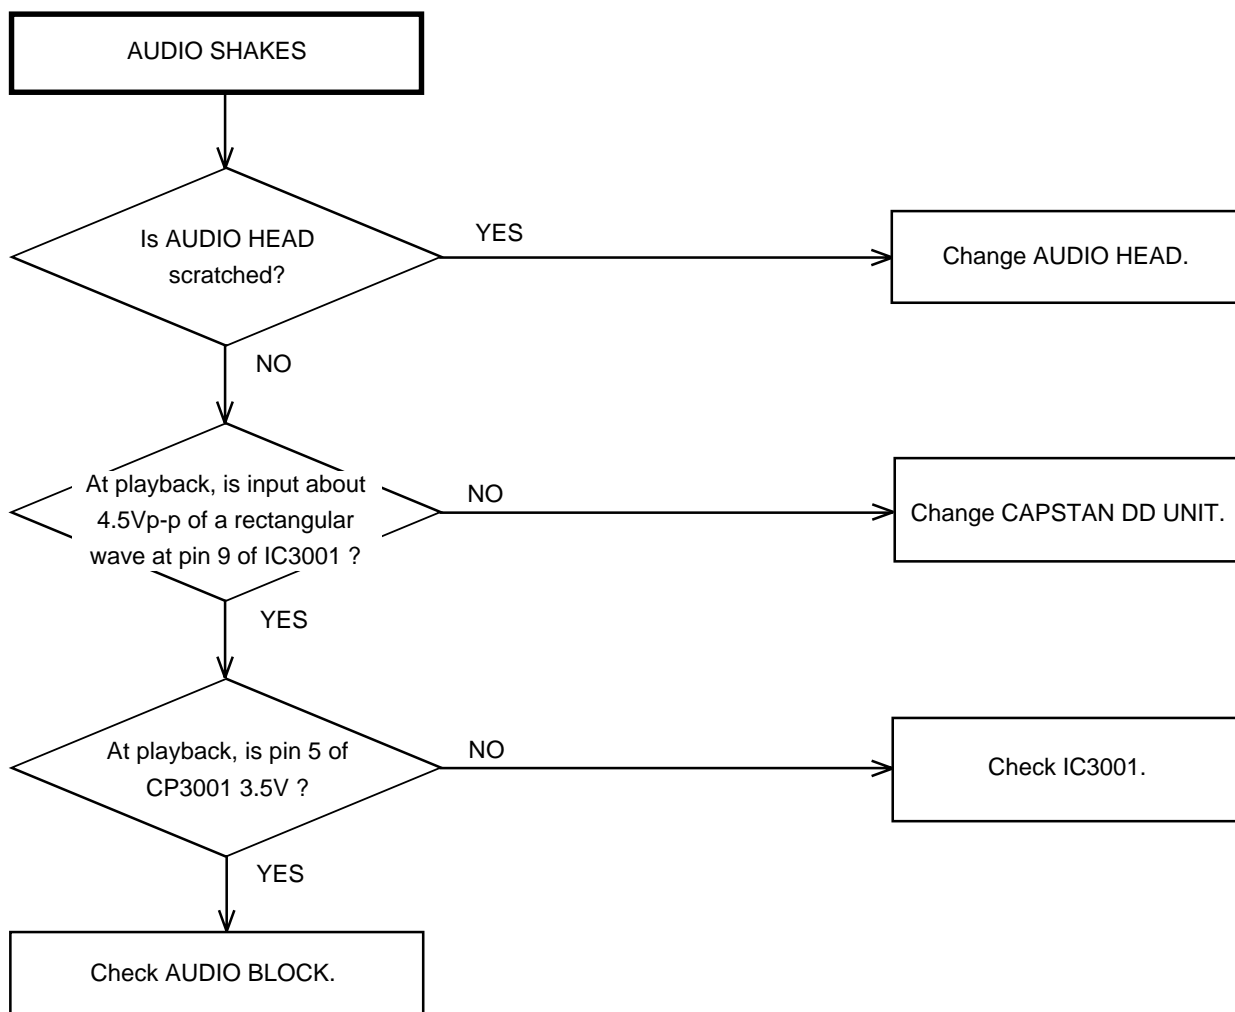 AUDIO SHAKES
Is AUDIO HEAD
scratched?
YES
Change AUDIO HEAD.
NO
At playback, is input about
4.5Vp-p of a rectangular
wave at pin 9 of IC3001 ?
NO
Change CAPSTAN DD UNIT.
YES
At playback, is pin 5 of
CP3001 3.5V ?
NO
Check IC3001.
YES
Check AUDIO BLOCK.